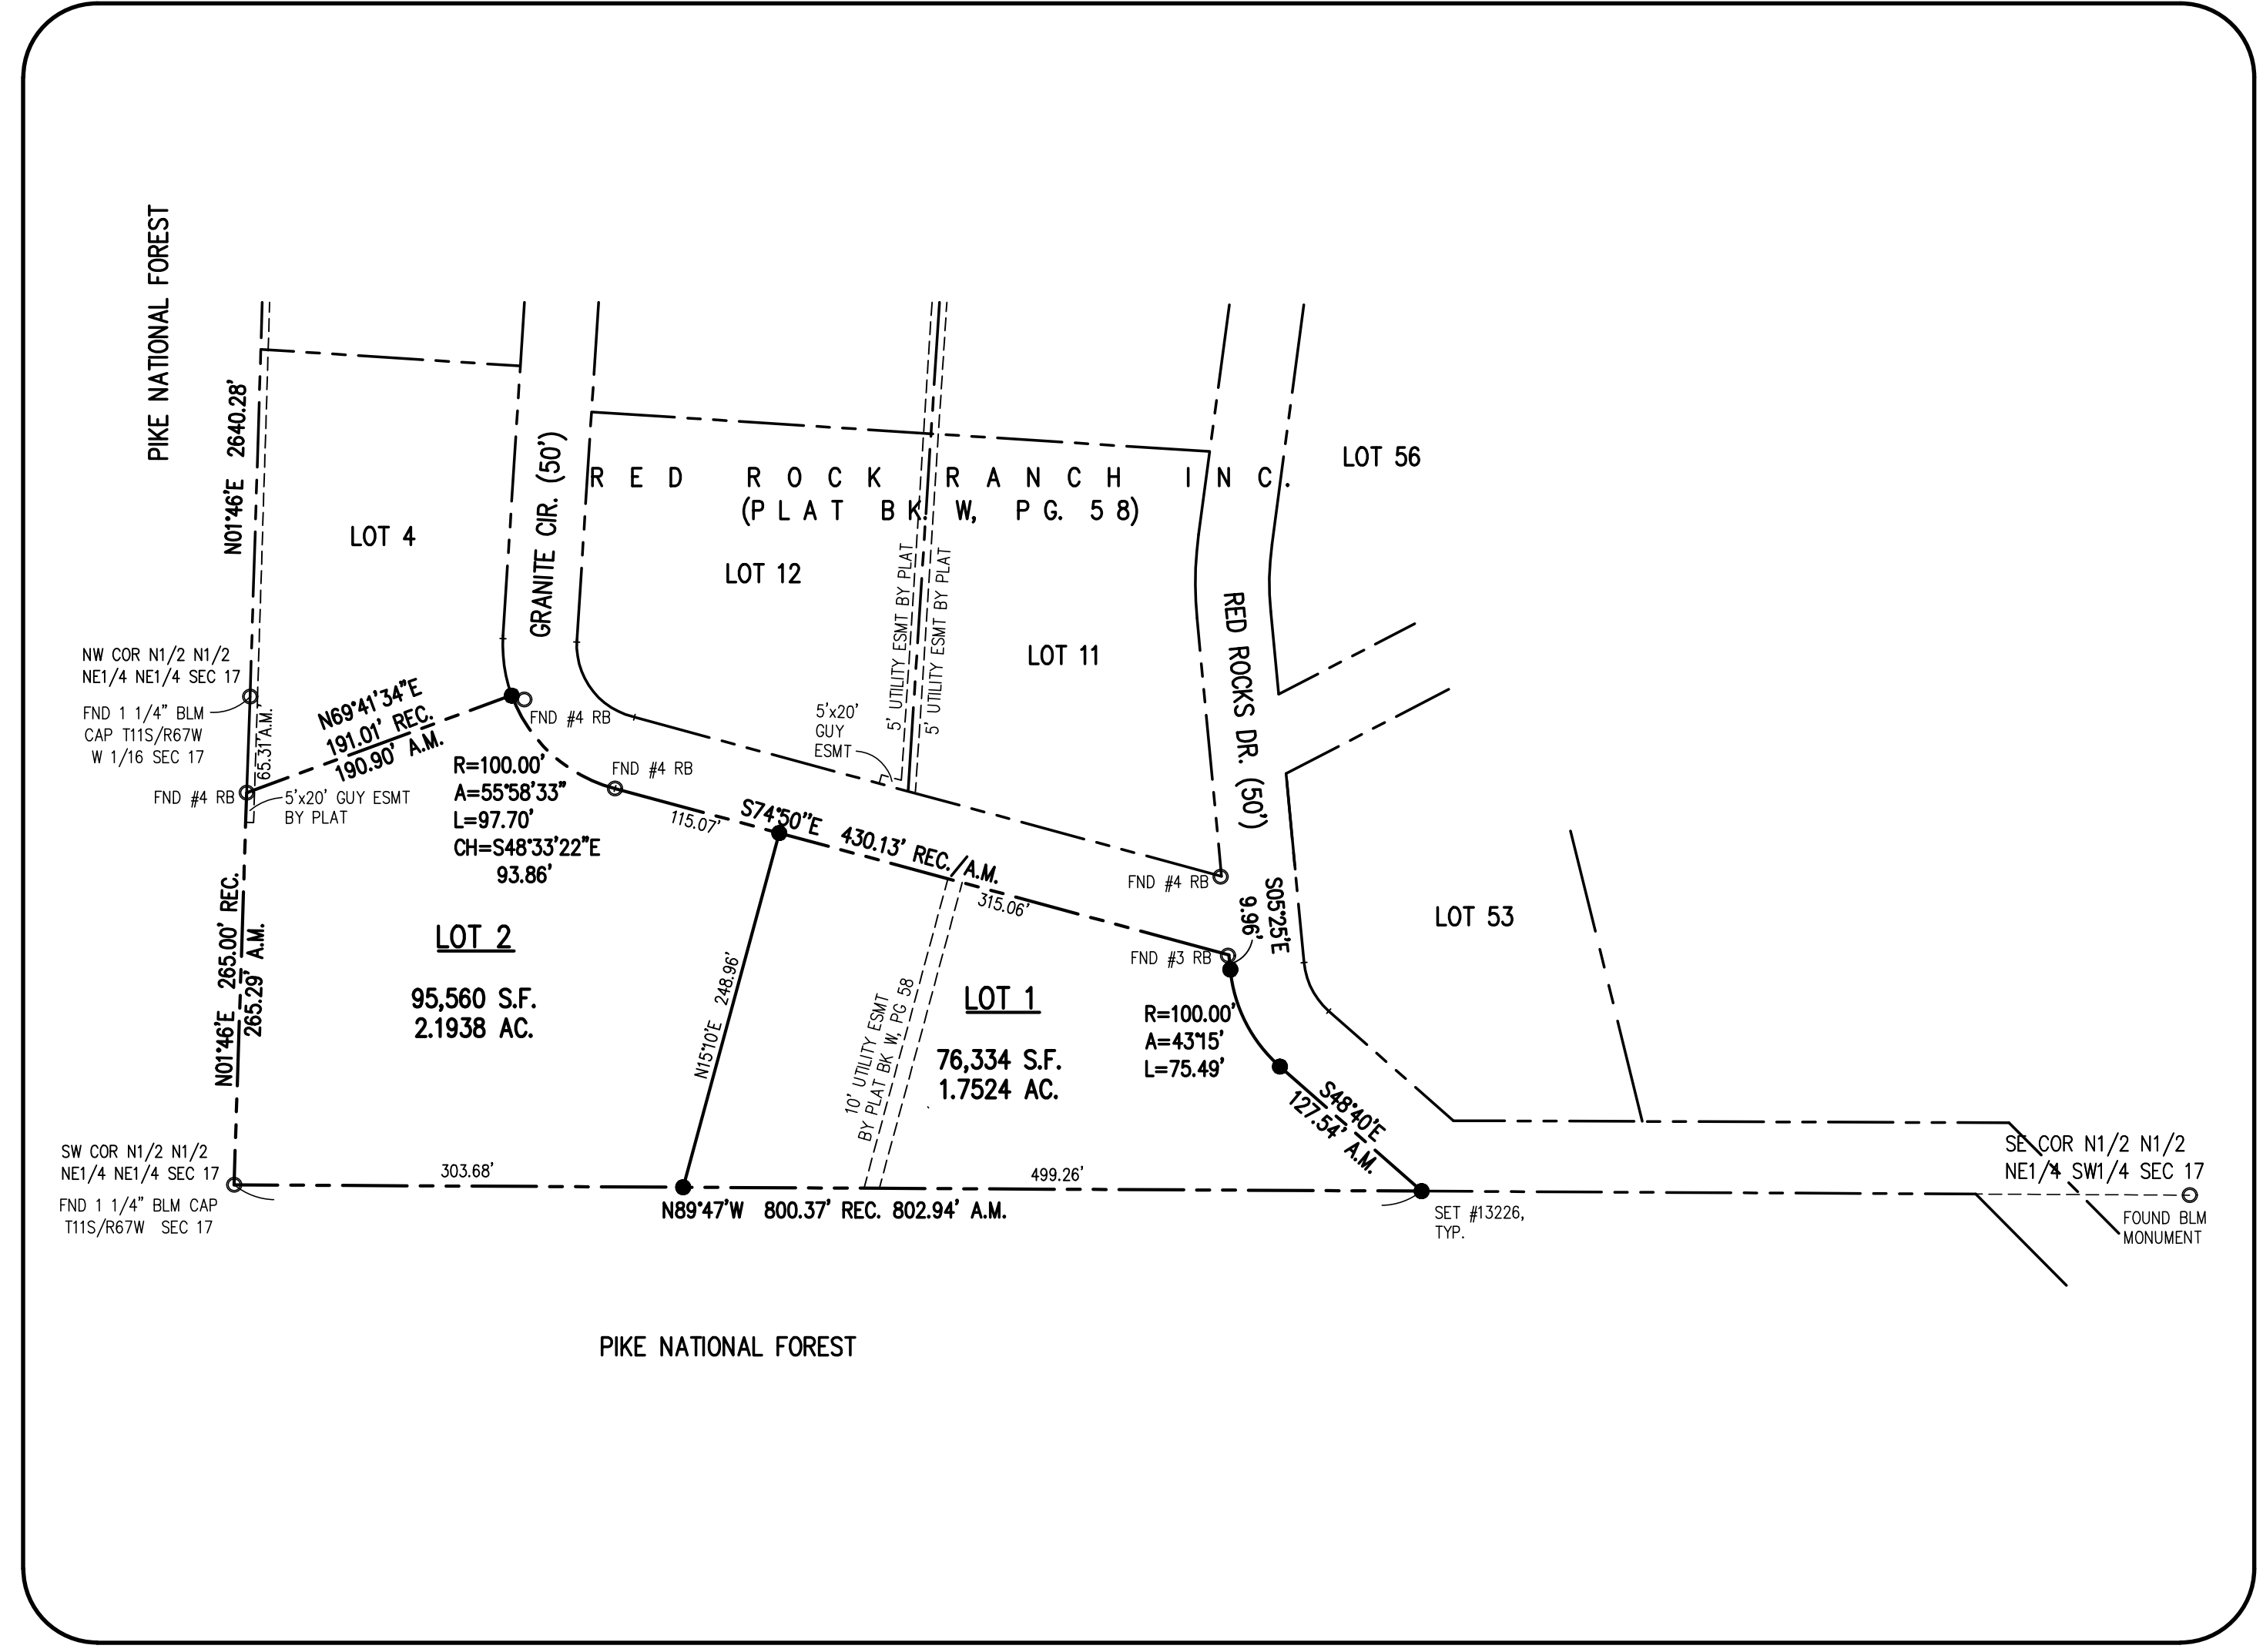 PIKE NATIONAL FOREST
N01°46'E 2640.28'
LOT 4
GRANITE CIR. (50')
RED ROCK RANCH INC.
(PLAT BK. W, PG. 58)
LOT 12
LOT 11
LOT 56
5' UTILITY ESMT BY PLAT
5' UTILITY ESMT BY PLAT
RED ROCKS DR. (50')
NW COR N1/2 N1/2
NE1/4 NE1/4 SEC 17
FND 1 1/4" BLM
CAP T11S/R67W
W 1/16 SEC 17
65.31' A.M.
N69°41'34"E
191.01' REC.
190.90' A.M.
FND #4 RB
FND #4 RB
5'x20' GUY ESMT
BY PLAT
R=100.00'
A=55°58'33"
L=97.70'
CH=S48°33'22"E
93.86'
FND #4 RB
115.07'
5'x20'
GUY
ESMT
S74°50"E 430.13' REC./A.M.
315.06'
FND #4 RB
S05°25'E
9.96'
FND #3 RB
LOT 53
N01°46'E 265.00' REC.
265.29' A.M.
LOT 2
95,560 S.F.
2.1938 AC.
N15°10'E 248.96'
10' UTILITY ESMT
BY PLAT BK W, PG 58
LOT 1
76,334 S.F.
1.7524 AC.
R=100.00'
A=43°15'
L=75.49'
S48°40'E
127.54' A.M.
SW COR N1/2 N1/2
NE1/4 NE1/4 SEC 17
FND 1 1/4" BLM CAP
T11S/R67W SEC 17
303.68'
499.26'
N89°47'W 800.37' REC. 802.94' A.M.
SET #13226,
TYP.
SE COR N1/2 N1/2
NE1/4 SW1/4 SEC 17
FOUND BLM
MONUMENT
PIKE NATIONAL FOREST